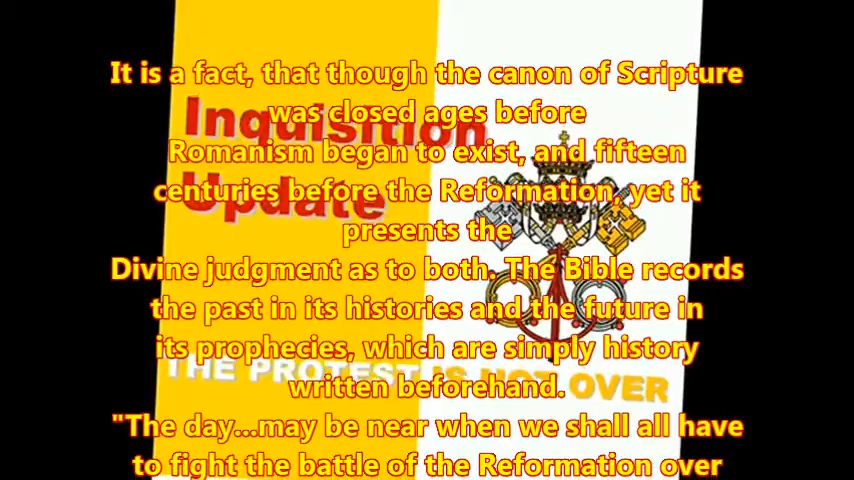 It is a fact, that though the canon of Scripture
was closed ages before
Inquisition
Romanism began to exist, and fifteen
centuries before the Reformation, yet it
Update
presents the
Divine judgment as to both. The Bible records
the past in its histories and the future in
its prophecies, which are simply history
THE PROTEST IS NOT OVER
written beforehand.
"The day...may be near when we shall all have
to fight the battle of the Reformation over